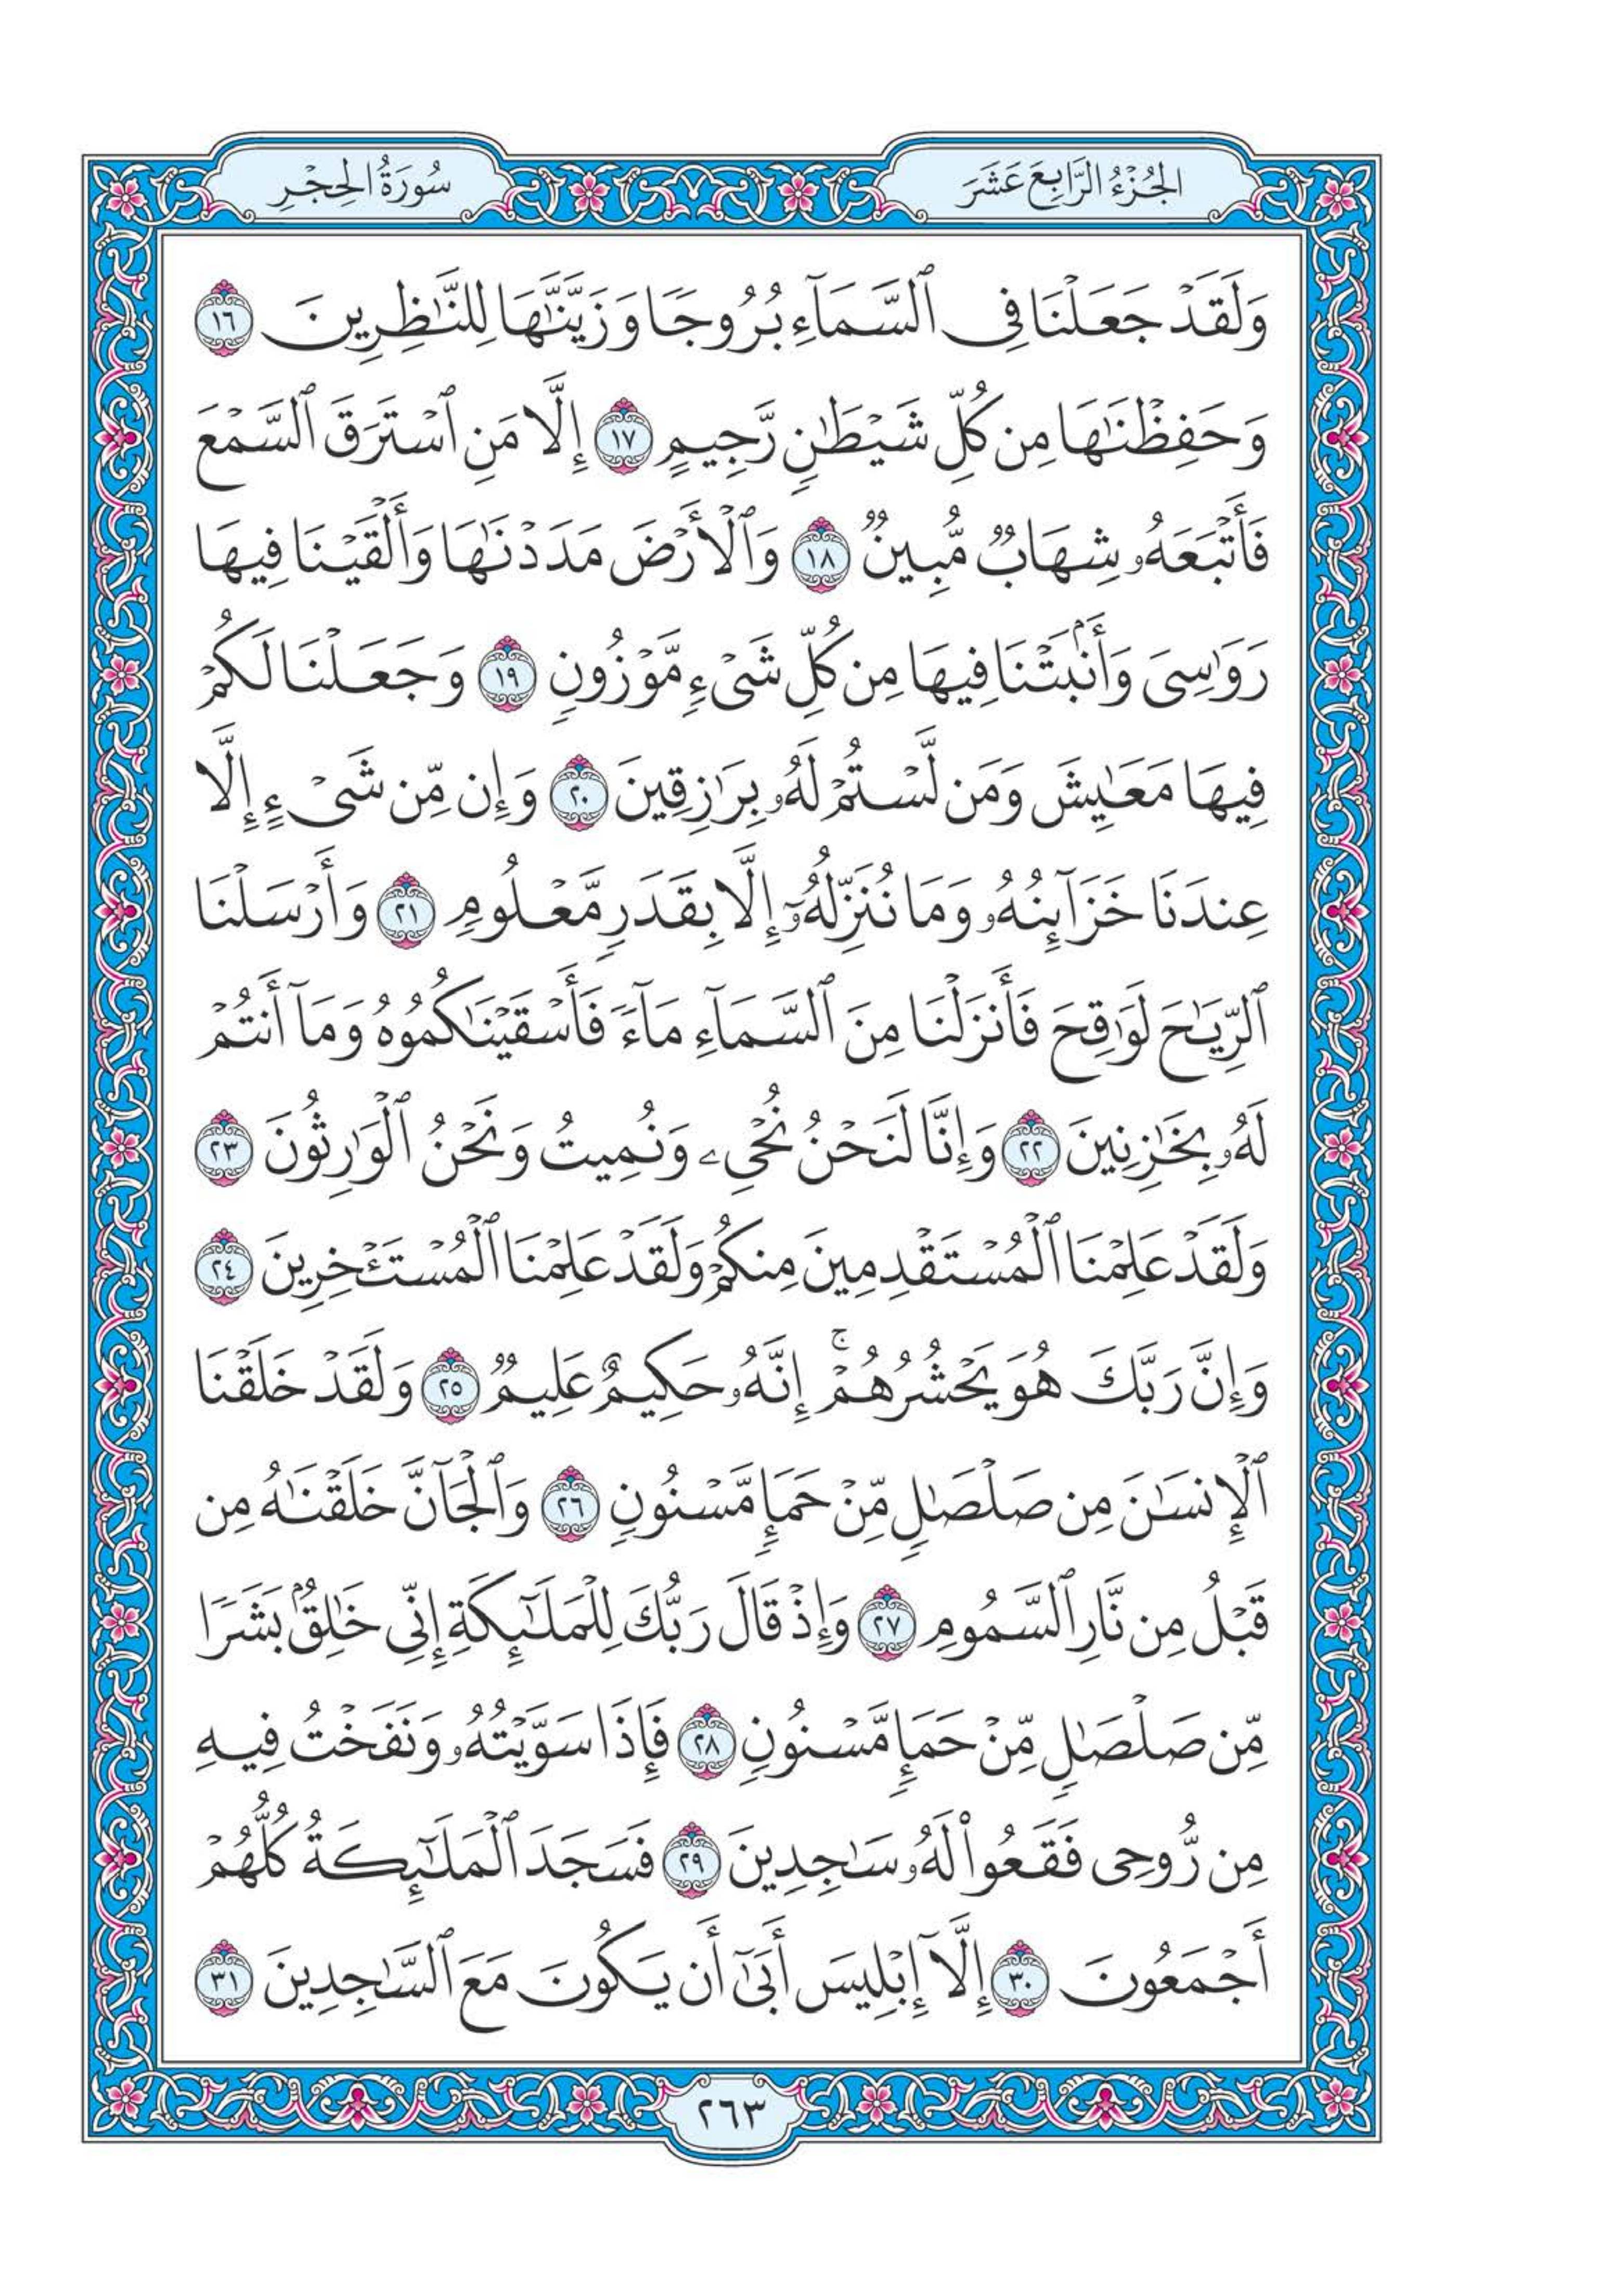 الجُزْءُ الرَّابِعَ عَشَرَ
سُورَةُ الحِجْرِ
وَلَقَدْ جَعَلْنَا فِى ٱلسَّمَآءِ بُرُوجًا وَزَيَّنَّٰهَا لِلنَّٰظِرِينَ ١٦
وَحَفِظْنَٰهَا مِن كُلِّ شَيْطَٰنٍ رَّجِيمٍ ١٧ إِلَّا مَنِ ٱسْتَرَقَ ٱلسَّمْعَ
فَأَتْبَعَهُۥ شِهَابٌ مُّبِينٌ ١٨ وَٱلْأَرْضَ مَدَدْنَٰهَا وَأَلْقَيْنَا فِيهَا
رَوَٰسِىَ وَأَنۢبَتْنَا فِيهَا مِن كُلِّ شَىْءٍ مَّوْزُونٍ ١٩ وَجَعَلْنَا لَكُمْ
فِيهَا مَعَٰيِشَ وَمَن لَّسْتُمْ لَهُۥ بِرَٰزِقِينَ ٢٠ وَإِن مِّن شَىْءٍ إِلَّا
عِندَنَا خَزَآئِنُهُۥ وَمَا نُنَزِّلُهُۥٓ إِلَّا بِقَدَرٍ مَّعْلُومٍ ٢١ وَأَرْسَلْنَا
ٱلرِّيَٰحَ لَوَٰقِحَ فَأَنزَلْنَا مِنَ ٱلسَّمَآءِ مَآءً فَأَسْقَيْنَٰكُمُوهُ وَمَآ أَنتُمْ
لَهُۥ بِخَٰزِنِينَ ٢٢ وَإِنَّا لَنَحْنُ نُحْىِۦ وَنُمِيتُ وَنَحْنُ ٱلْوَٰرِثُونَ ٢٣
وَلَقَدْ عَلِمْنَا ٱلْمُسْتَقْدِمِينَ مِنكُمْ وَلَقَدْ عَلِمْنَا ٱلْمُسْتَـْٔخِرِينَ ٢٤
وَإِنَّ رَبَّكَ هُوَ يَحْشُرُهُمْ ۚ إِنَّهُۥ حَكِيمٌ عَلِيمٌ ٢٥ وَلَقَدْ خَلَقْنَا
ٱلْإِنسَٰنَ مِن صَلْصَٰلٍ مِّنْ حَمَإٍ مَّسْنُونٍ ٢٦ وَٱلْجَآنَّ خَلَقْنَٰهُ مِن
قَبْلُ مِن نَّارِ ٱلسَّمُومِ ٢٧ وَإِذْ قَالَ رَبُّكَ لِلْمَلَٰٓئِكَةِ إِنِّى خَٰلِقٌۢ بَشَرًا
مِّن صَلْصَٰلٍ مِّنْ حَمَإٍ مَّسْنُونٍ ٢٨ فَإِذَا سَوَّيْتُهُۥ وَنَفَخْتُ فِيهِ
مِن رُّوحِى فَقَعُوا۟ لَهُۥ سَٰجِدِينَ ٢٩ فَسَجَدَ ٱلْمَلَٰٓئِكَةُ كُلُّهُمْ
أَجْمَعُونَ ٣٠ إِلَّآ إِبْلِيسَ أَبَىٰٓ أَن يَكُونَ مَعَ ٱلسَّٰجِدِينَ ٣١
٢٦٣